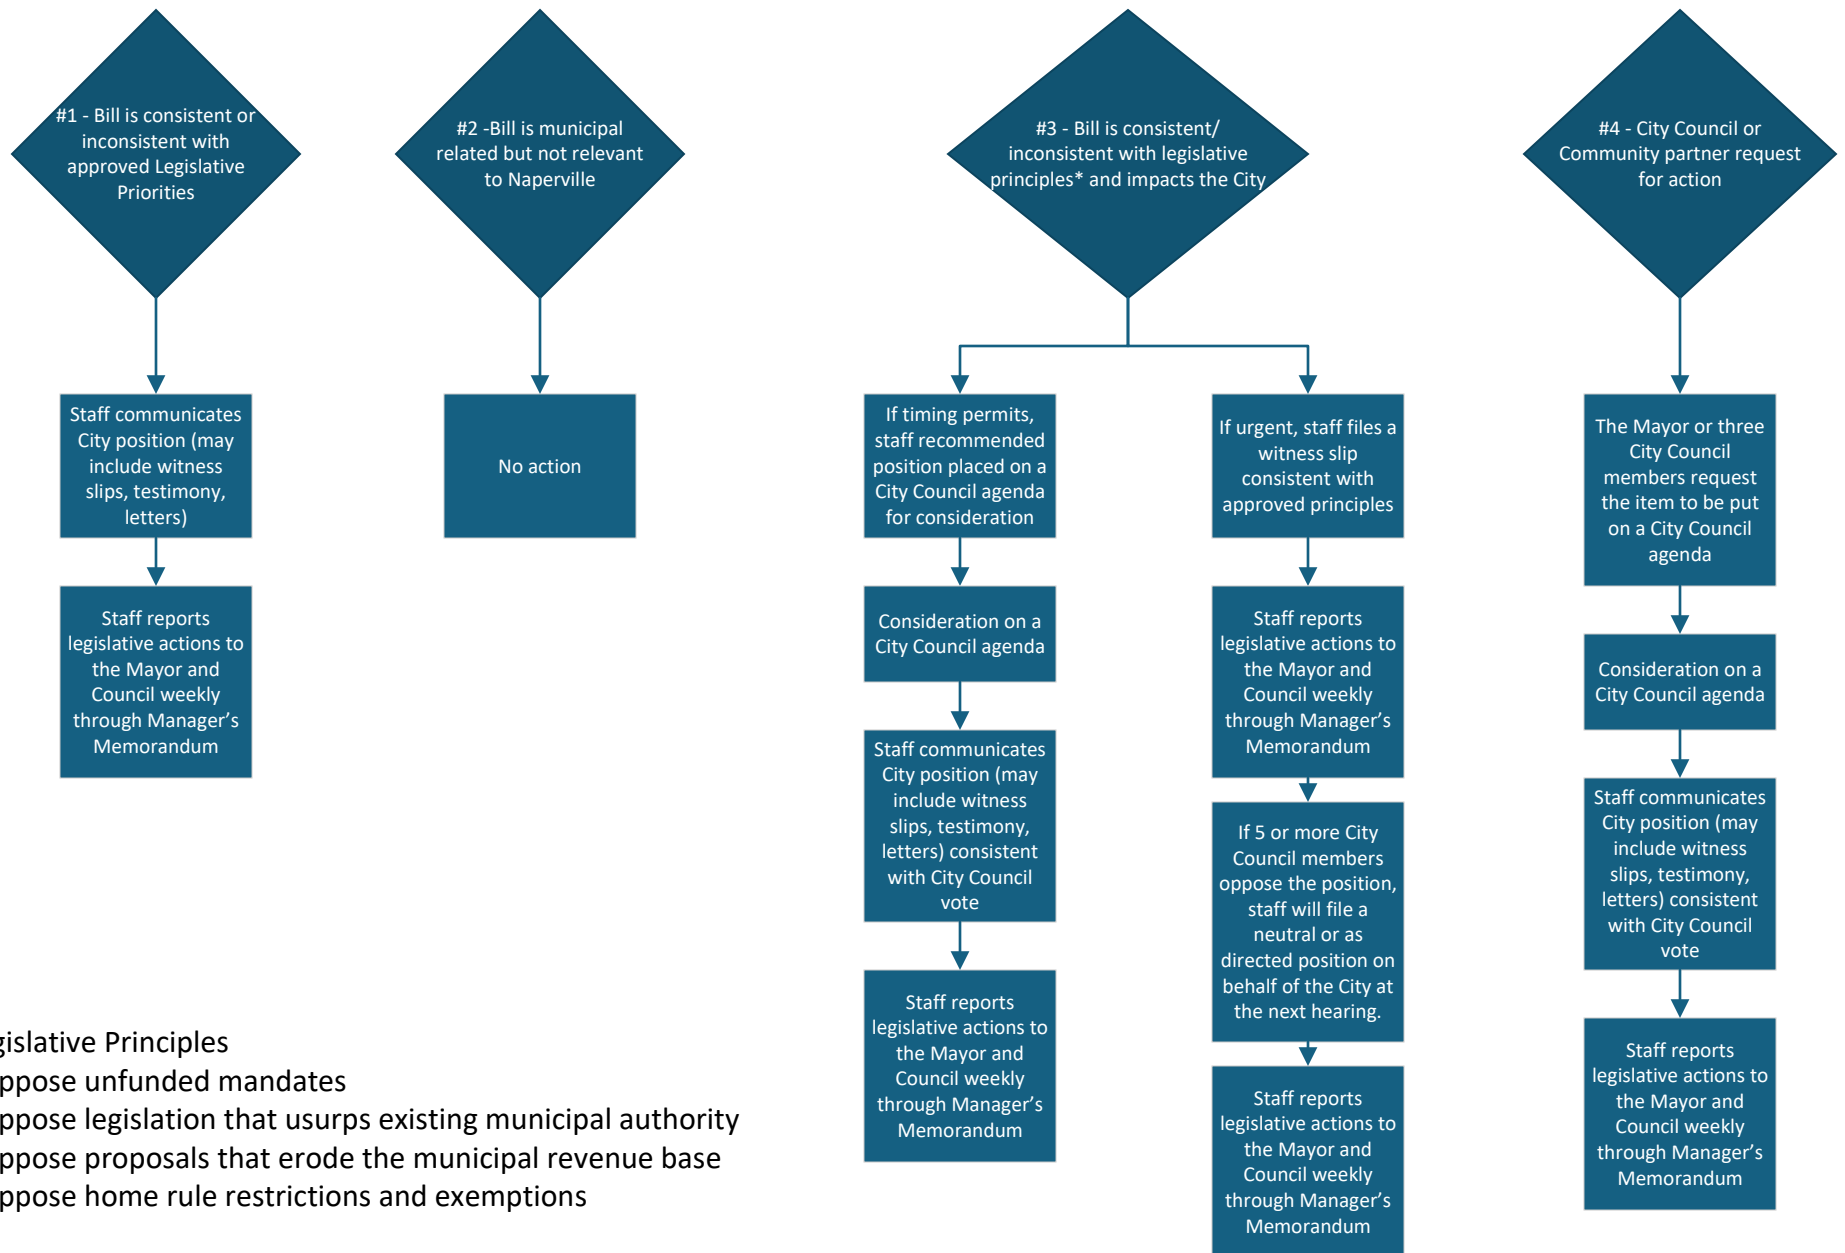 #1 - Bill is consistent or
inconsistent with
approved Legislative
Priorities
Staff communicates
City position (may
include witness
slips, testimony,
letters)
Staff reports
legislative actions to
the Mayor and
Council weekly
through Manager’s
Memorandum
#2 -Bill is municipal
related but not relevant
to Naperville
No action
#3 - Bill is consistent/
inconsistent with legislative
principles* and impacts the City
If timing permits,
staff recommended
position placed on a
City Council agenda
for consideration
Consideration on a
City Council agenda
Staff communicates
City position (may
include witness
slips, testimony,
letters) consistent
with City Council
vote
Staff reports
legislative actions to
the Mayor and
Council weekly
through Manager’s
Memorandum
If urgent, staff files a
witness slip
consistent with
approved principles
Staff reports
legislative actions to
the Mayor and
Council weekly
through Manager’s
Memorandum
If 5 or more City
Council members
oppose the position,
staff will file a
neutral or as
directed position on
behalf of the City at
the next hearing.
Staff reports
legislative actions to
the Mayor and
Council weekly
through Manager’s
Memorandum
#4 - City Council or
Community partner request
for action
The Mayor or three
City Council
members request
the item to be put
on a City Council
agenda
Consideration on a
City Council agenda
Staff communicates
City position (may
include witness
slips, testimony,
letters) consistent
with City Council
vote
Staff reports
legislative actions to
the Mayor and
Council weekly
through Manager’s
Memorandum
gislative Principles
ppose unfunded mandates
ppose legislation that usurps existing municipal authority
ppose proposals that erode the municipal revenue base
ppose home rule restrictions and exemptions